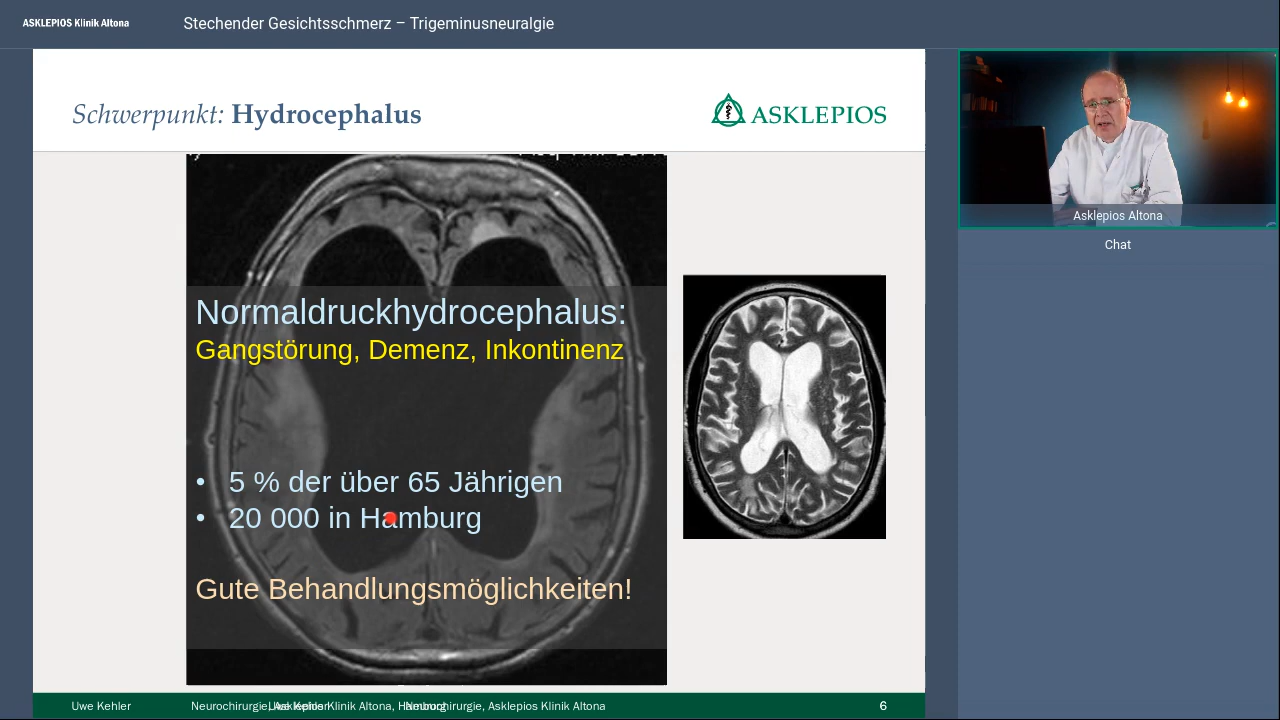 ASKLEPIOS Klinik Altona
Stechender Gesichtsschmerz – Trigeminusneuralgie
Schwerpunkt: Hydrocephalus
ASKLEPIOS
Normaldruckhydrocephalus:
Gangstörung, Demenz, Inkontinenz
• 5 % der über 65 Jährigen
• 20 000 in Hamburg
Gute Behandlungsmöglichkeiten!
Asklepios Altona
Chat
Uwe Kehler
Neurochirurgie, Asklepios Klinik Altona
6